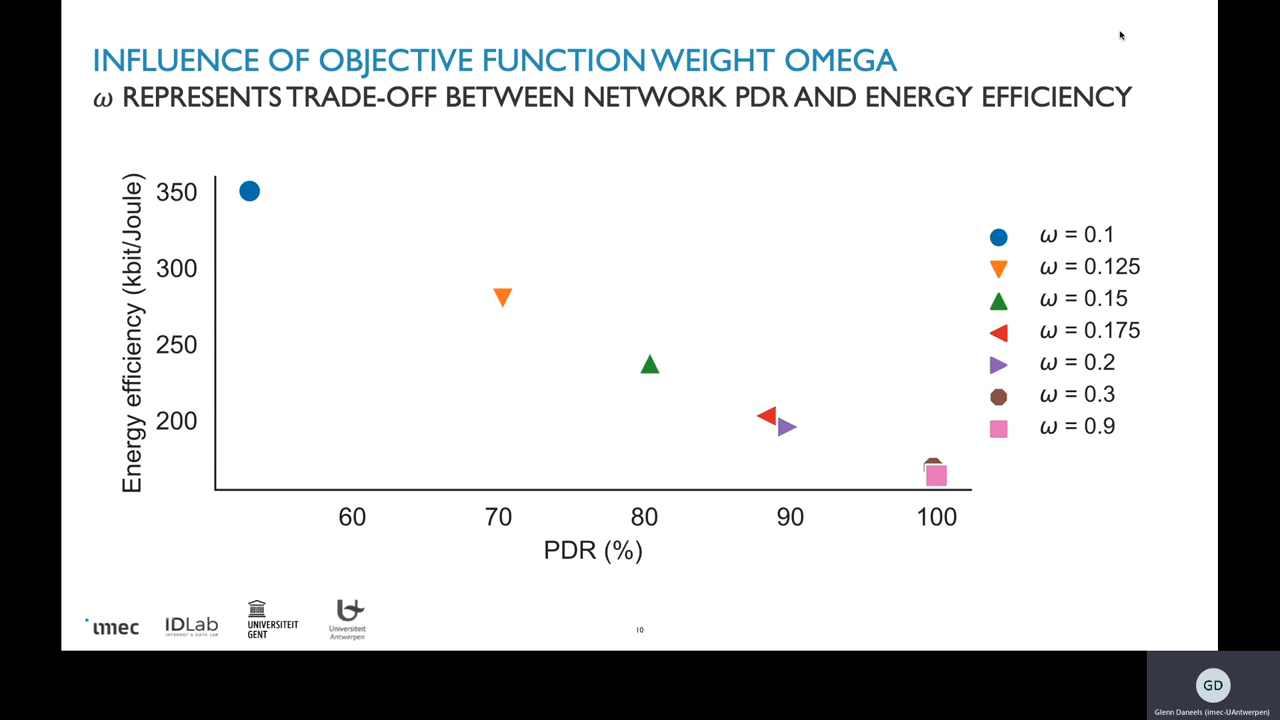 INFLUENCE OF OBJECTIVE FUNCTION WEIGHT OMEGA
ω REPRESENTS TRADE-OFF BETWEEN NETWORK PDR AND ENERGY EFFICIENCY
Energy efficiency (kbit/Joule)
350
300
250
200
60 70 80 90 100
PDR (%)
ω = 0.1
ω = 0.125
ω = 0.15
ω = 0.175
ω = 0.2
ω = 0.3
ω = 0.9
imec
IDLab
INTERNET & DATA LAB
UNIVERSITEIT
GENT
Universiteit
Antwerpen
10
GD
Glenn Daneels (imec-UAntwerpen)